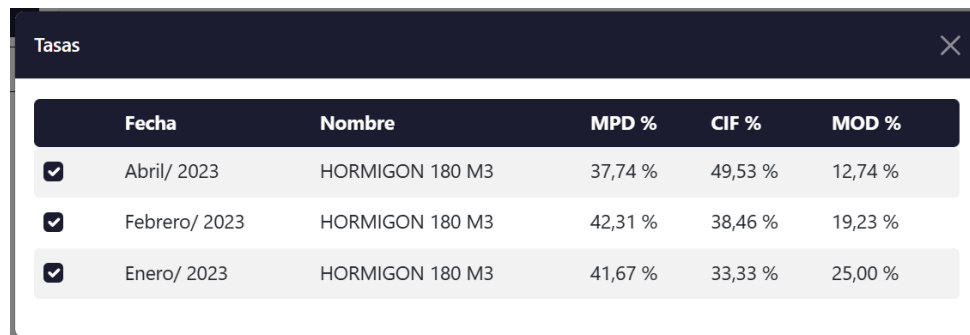 Tasas
Fecha Nombre MPD % CIF % MOD %
Abril/ 2023 HORMIGON 180 M3 37,74 % 49,53 % 12,74 %
Febrero/ 2023 HORMIGON 180 M3 42,31 % 38,46 % 19,23 %
Enero/ 2023 HORMIGON 180 M3 41,67 % 33,33 % 25,00 %